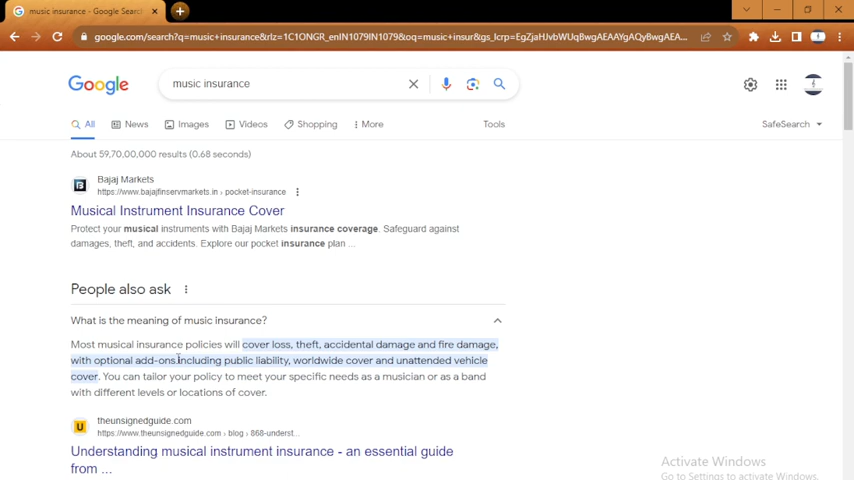 music insurance - Google Search
google.com/search?q=music+insurance&rlz=1C1ONGR_enIN1079IN1079&oq=music+insur&gs_lcrp=EgZjaHJvbWUqBwgAEAAYgAQyBwgAEAA...
Google
music insurance
All News Images Videos Shopping More Tools SafeSearch
About 59,70,00,000 results (0.68 seconds)
Bajaj Markets
https://www.bajajfinservmarkets.in › pocket-insurance
Musical Instrument Insurance Cover
Protect your musical instruments with Bajaj Markets insurance coverage. Safeguard against
damages, theft, and accidents. Explore our pocket insurance plan ...
People also ask
What is the meaning of music insurance?
Most musical insurance policies will cover loss, theft, accidental damage and fire damage,
with optional add-ons including public liability, worldwide cover and unattended vehicle
cover. You can tailor your policy to meet your specific needs as a musician or as a band
with different levels or locations of cover.
theunsignedguide.com
https://www.theunsignedguide.com › blog › 868-underst...
Understanding musical instrument insurance - an essential guide
from ...
Activate Windows
Go to Settings to activate Windows.